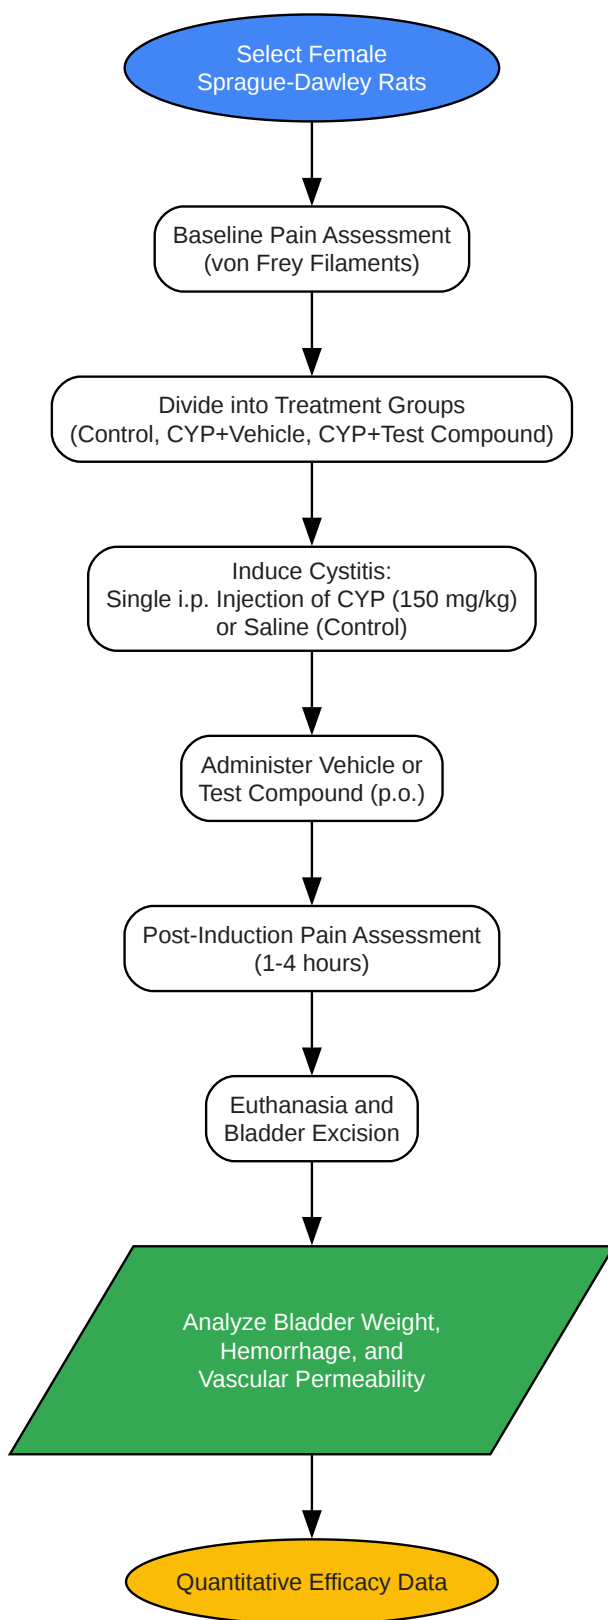 Select Female
Sprague-Dawley Rats
Baseline Pain Assessment
(von Frey Filaments)
Divide into Treatment Groups
(Control, CYP+Vehicle, CYP+Test Compound)
Induce Cystitis:
Single i.p. Injection of CYP (150 mg/kg)
or Saline (Control)
Administer Vehicle or
Test Compound (p.o.)
Post-Induction Pain Assessment
(1-4 hours)
Euthanasia and
Bladder Excision
Analyze Bladder Weight,
Hemorrhage, and
Vascular Permeability
Quantitative Efficacy Data